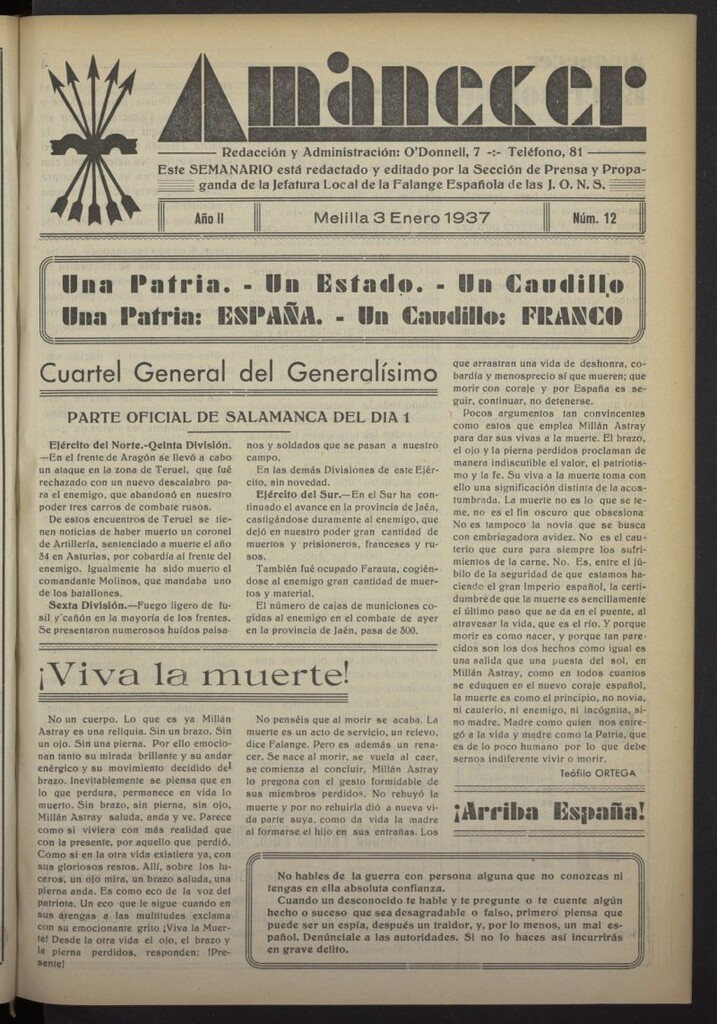 Amànecer
Redacción y Administración: O'Donnell, 7 -:- Teléfono, 81
Este SEMANARIO está redactado y editado por la Sección de Prensa y Propa-
ganda de la Jefatura Local de la Falange Española de las J. O. N. S.
Año II
Melilla 3 Enero 1937
Núm. 12
Una Patria. - Un Estado. - Un Caudillo
Una Patria: ESPAÑA. - Un Caudillo: FRANCO
Cuartel General del Generalísimo
PARTE OFICIAL DE SALAMANCA DEL DIA 1
Ejército del Norte.-Qeinta División.
—En el frente de Aragón se llevó a cabo
un ataque en la zona de Teruel, que fué
rechazado con un nuevo descalabro pa-
ra el enemigo, que abandonó en nuestro
poder tres carros de combate rusos.
De estos encuentros de Teruel se tie-
nen noticias de haber muerto un coronel
de Artillería, sentenciado a muerte el año
34 en Asturias, por cobardía al frente del
enemigo. Igualmente ha sido muerto el
comandante Molinos, que mandaba uno
de los batallones.
Sexta División.—Fuego ligero de fu-
sil y cañón en la mayoría de los frentes.
Se presentaron numerosos huídos paisa-
nos y soldados que se pasan a nuestro
campo.
En las demás Divisiones de este Ejér-
cito, sin novedad.
Ejército del Sur.—En el Sur ha con-
tinuado el avance en la provincia de Jaén,
castigándose duramente al enemigo, que
dejó en nuestro poder gran cantidad de
muertos y prisioneros, franceses y ru-
sos.
También fué ocupado Farauta, cogién-
dose al enemigo gran cantidad de muer-
tos y material.
El número de cajas de municiones co-
gidas al enemigo en el combate de ayer
en la provincia de Jaén, pasa de 300.
¡Viva la muerte!
No un cuerpo. Lo que es ya Millán
Astray es una reliquia. Sin un brazo. Sin
un ojo. Sin una pierna. Por ello emocio-
nan tanto su mirada brillante y su andar
enérgico y su movimiento decidido del
brazo. Inevitablemente se piensa que en
lo que perdura, permanece en vida lo
muerto. Sin brazo, sin pierna, sin ojo,
Millán Astray saluda, anda y ve. Parece
como si viviera con más realidad que
con la presente, por aquello que perdió.
Como si en la otra vida existiera ya, con
sus gloriosos restos. Allí, sobre los lu-
ceros, un ojo mira, un brazo saluda, una
pierna anda. Es como eco de la voz del
patriota. Un eco que le sigue cuando en
sus arengas a las multitudes exclama
con su emocionante grito ¡Viva la Muer-
te! Desde la otra vida el ojo, el brazo y
la pierna perdidos, responden: ¡Pre-
sente!
No penséis que al morir se acaba. La
muerte es un acto de servicio, un relevo,
dice Falange. Pero es además un rena-
cer. Se nace al morir, se vuela al caer,
se comienza al concluir, Millán Astray
lo pregona con el gesto formidable de
sus miembros perdidos. No rehuyó la
muerte y por no rehuirla dió a nueva vi-
da parte suya, como da vida la madre
al formarse el hijo en sus entrañas. Los
que arrastran una vida de deshonra, co-
bardía y menosprecio sí que mueren; que
morir con coraje y por España es se-
guir, continuar, no detenerse.
Pocos argumentos tan convincentes
como estos que emplea Millán Astray
para dar sus vivas a la muerte. El brazo,
el ojo y la pierna perdidos proclaman de
manera indiscutible el valor, el patriotis-
mo y la fe. Su viva a la muerte toma con
ello una significación distinta de la acos-
tumbrada. La muerte no es lo que se te-
me, no es el fin oscuro que obsesiona
No es tampoco la novia que se busca
con embriagadora avidez. No es el cau-
terio que cura para siempre los sufri-
mientos de la carne. No. Es, entre el jú-
bilo de la seguridad de que estamos ha-
ciendo el gran Imperio español, la certi-
dumbre de que la muerte es sencillamente
el último paso que se da en el puente, al
atravesar la vida, que es el río. Y porque
morir es como nacer, y porque tan pare-
cidos son los dos hechos como igual es
una salida que una puesta del sol, en
Millán Astray, como en todos cuantos
se eduquen en el nuevo coraje español,
la muerte es como el principio, no novia,
ni cauterio, ni enemigo, ni incógnita, si-
no madre. Madre como quien nos entre-
gó a la vida y madre como la Patria, que
es de lo poco humano por lo que debe
sernos indiferente vivir o morir.
Teófilo ORTEGA
¡Arriba España!
No hables de la guerra con persona alguna que no conozcas ni
tengas en ella absoluta confianza.
Cuando un desconocido te hable y te pregunte o te cuente algún
hecho o suceso que sea desagradable o falso, primero piensa que
puede ser un espía, después un traidor, y, por lo menos, un mal es-
pañol. Denúnciale a las autoridades. Si no lo haces así incurrirás
en grave delito.